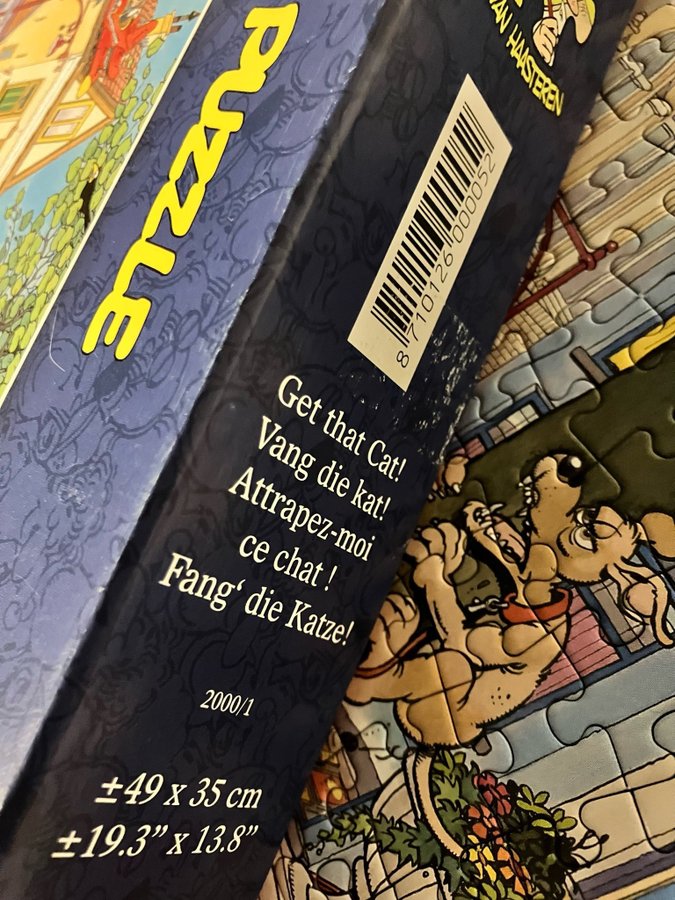 PUZZLE
VAN HAASTEREN
8 710126 000052
Get that Cat!
Vang die kat!
Attrapez-moi
ce chat !
Fang‘ die Katze!
2000/1
±49 x 35 cm
±19.3” x 13.8”